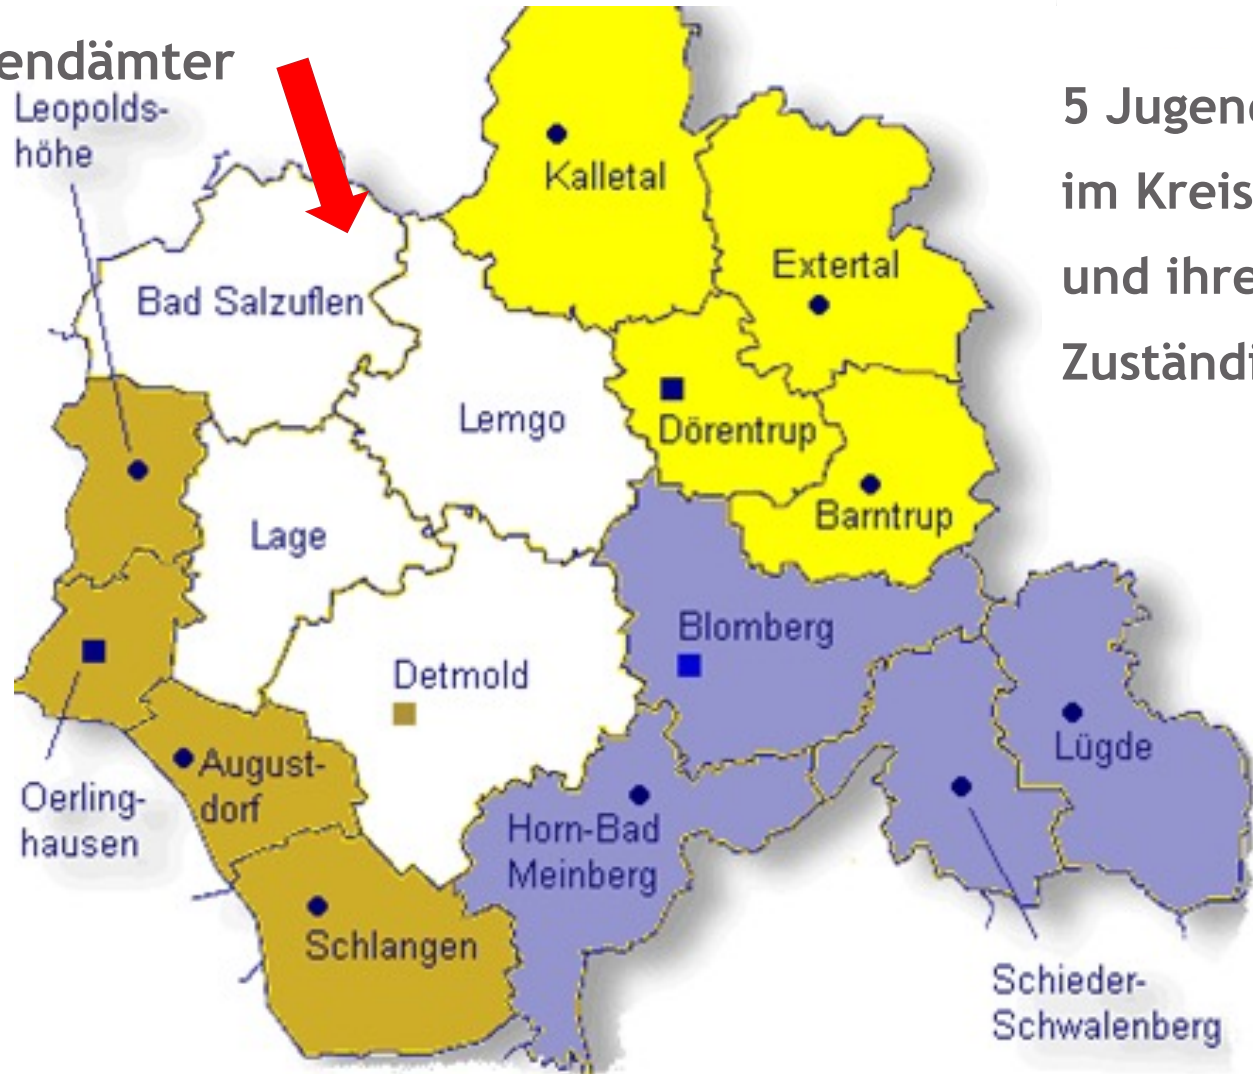 endämter
Leopolds-
höhe
5 Jugend
im Kreis
und ihre
Zuständi
Kalletal
Extertal
Bad Salzuflen
Lemgo
Dörentrup
Barntrup
Lage
Blomberg
Detmold
Lügde
August-
dorf
Oerling-
hausen
Horn-Bad
Meinberg
Schlangen
Schieder-
Schwalenberg